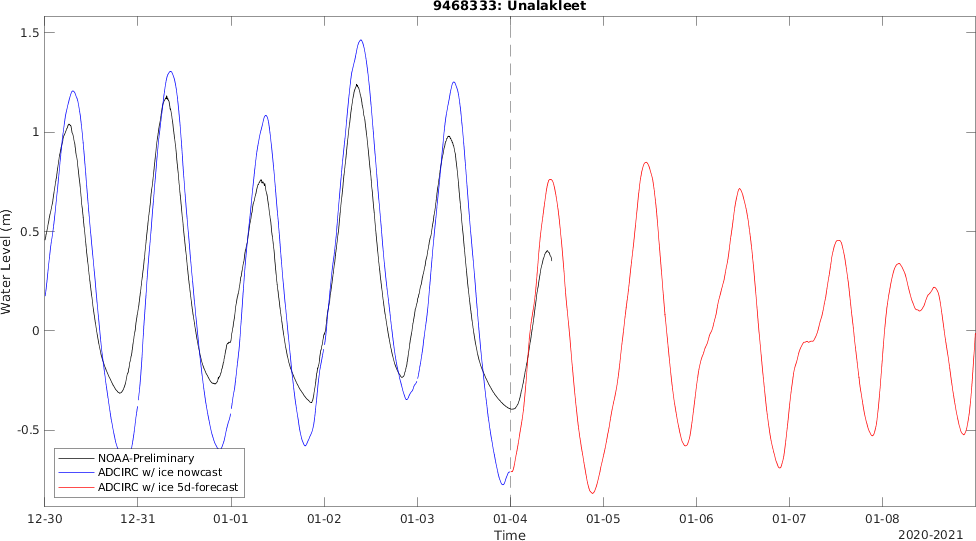 9468333: Unalakleet
1.5
1
0.5
0
-0.5
Water Level (m)
NOAA-Preliminary
ADCIRC w/ ice nowcast
ADCIRC w/ ice 5d-forecast
12-30 12-31 01-01 01-02 01-03 01-04 01-05 01-06 01-07 01-08
Time
2020-2021